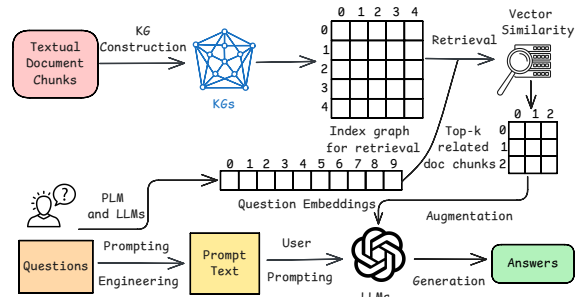 Textual
Document
Chunks
KG
Construction
KGs
0 1 2 3 4
0
1
2
3
4
Index graph
for retrieval
Retrieval
Vector
Similarity
Top-k
related
doc chunks
0 1 2
0
1
2
PLM
and LLMs
0 1 2 3 4 5 6 7 8 9
Question Embeddings
Augmentation
Questions
Prompting
Engineering
Prompt
Text
User
Prompting
LLMs
Generation
Answers